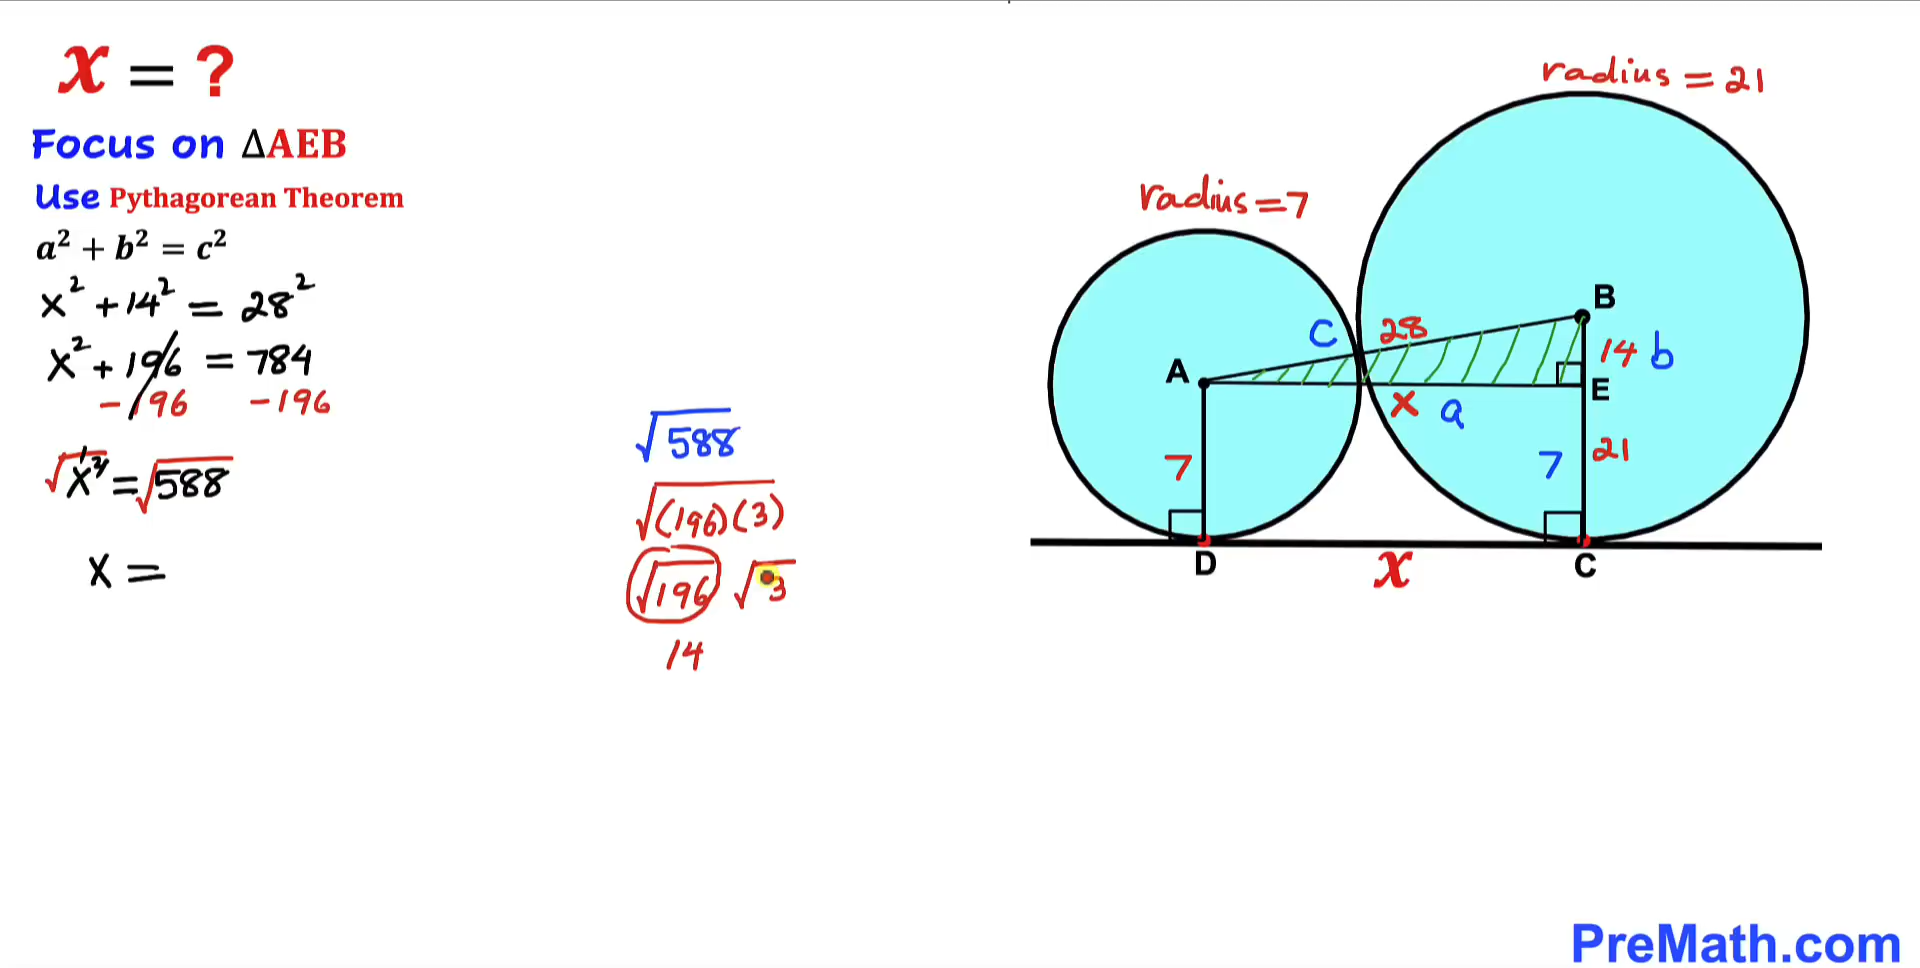 x = ?
Focus on ΔAEB
Use Pythagorean Theorem
a² + b² = c²
x² + 14² = 28²
x² + 196 = 784
-196 -196
√x² = √588
x =
√588
√(196)(3)
√196 √3
14
radius = 21
radius = 7
B
C 28
14 b
A
E
x a
7
7 21
D
x
C
PreMath.com